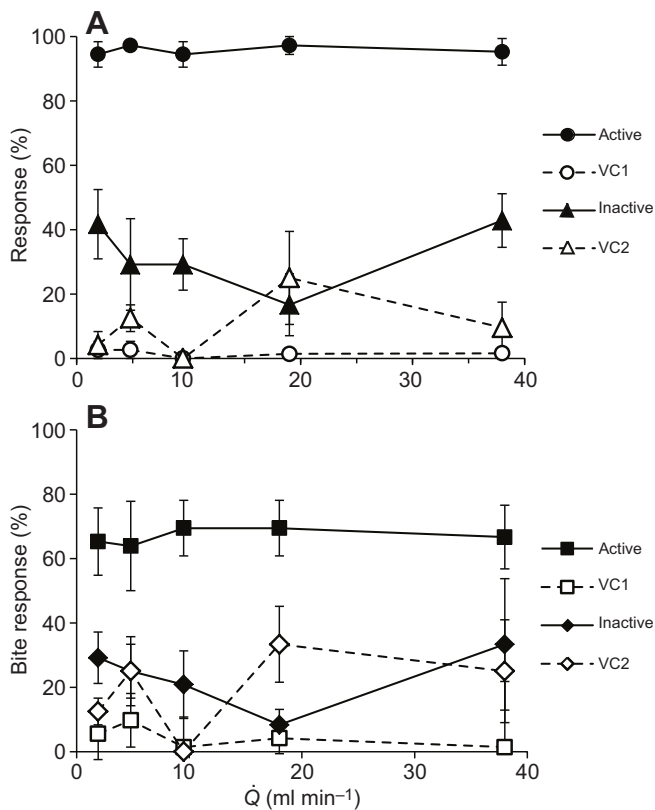 A
100
80
60
40
20
0
Response (%)
0
10
20
30
40
Active
VC1
Inactive
VC2
B
100
80
60
40
20
0
Bite response (%)
0
10
20
30
40
Q̇ (ml min⁻¹)
Active
VC1
Inactive
VC2